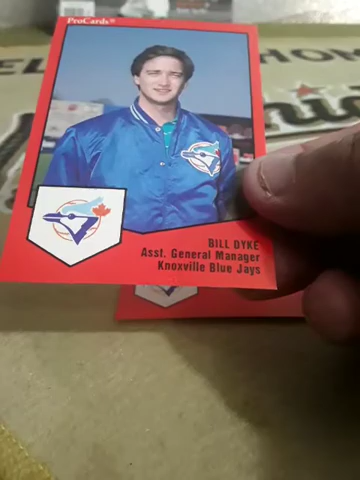 ProCards®
BILL DYKE
Asst. General Manager
Knoxville Blue Jays